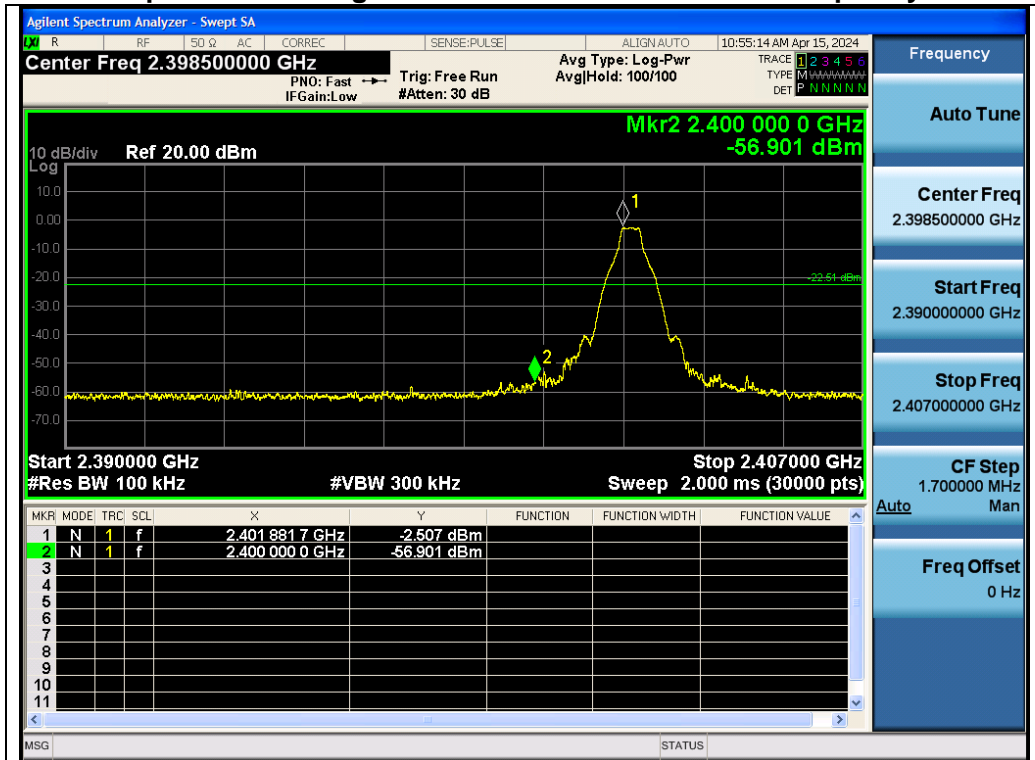 Agilent Spectrum Analyzer - Swept SA
LXI R RF 50 Ω AC CORREC SENSE:PULSE ALIGN AUTO 10:55:14 AM Apr 15, 2024
Center Freq 2.398500000 GHz
PNO: Fast
IFGain:Low
Trig: Free Run
#Atten: 30 dB
Avg Type: Log-Pwr
Avg|Hold: 100/100
TRACE 1 2 3 4 5 6
TYPE M WWWWW
DET P N N N N N
Mkr2 2.400 000 0 GHz
-56.901 dBm
10 dB/div Ref 20.00 dBm
Log
10.0
0.00
-10.0
-20.0
-30.0
-40.0
-50.0
-60.0
-70.0
1
2
-22.51 dBm
Start 2.390000 GHz Stop 2.407000 GHz
#Res BW 100 kHz #VBW 300 kHz Sweep 2.000 ms (30000 pts)
MKR MODE TRC SCL X Y FUNCTION FUNCTION WIDTH FUNCTION VALUE
1 N 1 f 2.401 881 7 GHz -2.507 dBm
2 N 1 f 2.400 000 0 GHz -56.901 dBm
3
4
5
6
7
8
9
10
11
MSG STATUS
Frequency
Auto Tune
Center Freq
2.398500000 GHz
Start Freq
2.390000000 GHz
Stop Freq
2.407000000 GHz
CF Step
1.700000 MHz
Auto Man
Freq Offset
0 Hz